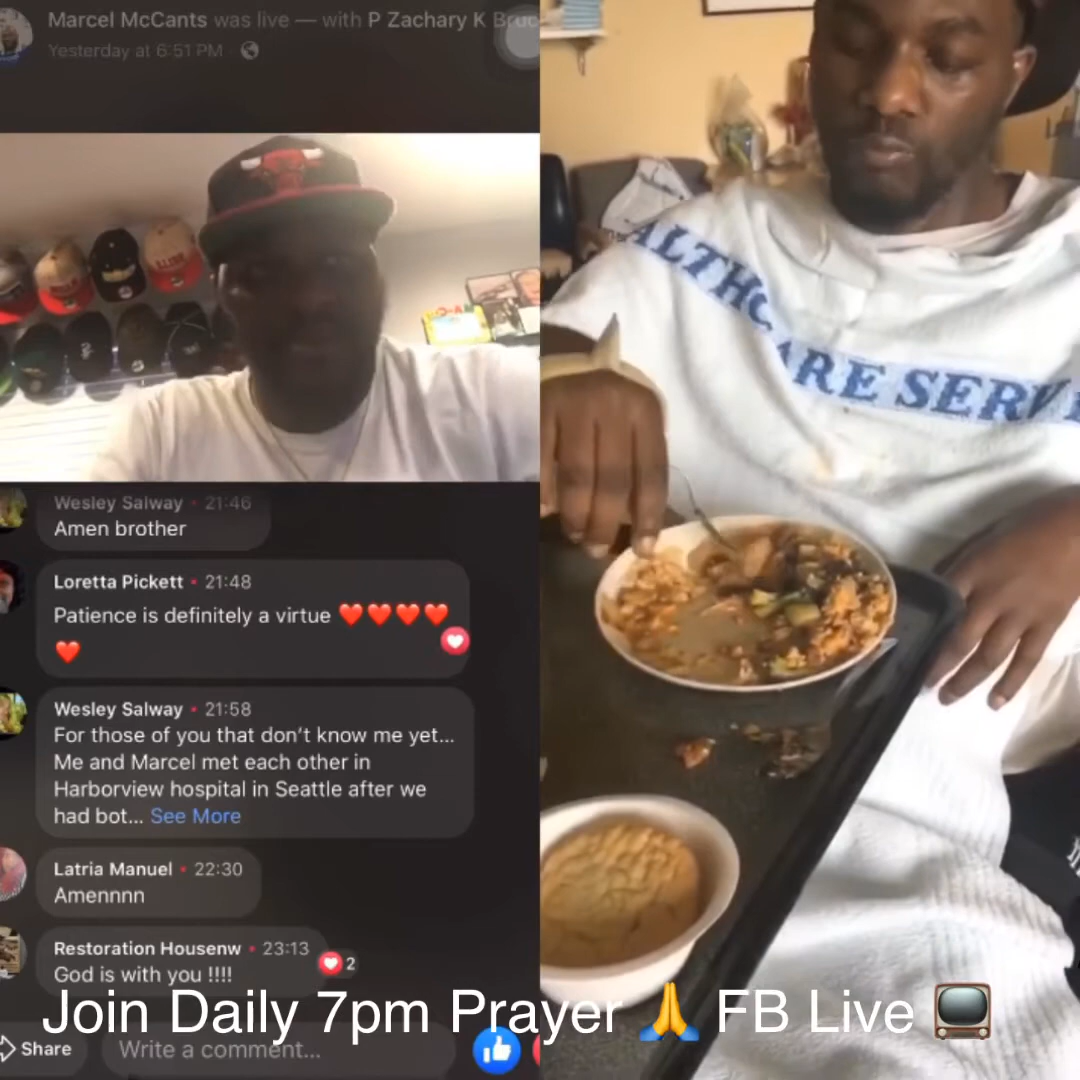 Marcel McCants was live — with P Zachary K Bruc
Yesterday at 6:51 PM ·
Wesley Salway • 21:46
Amen brother
Loretta Pickett • 21:48
Patience is definitely a virtue ❤️❤️❤️❤️
❤️
Wesley Salway • 21:58
For those of you that don't know me yet...
Me and Marcel met each other in
Harborview hospital in Seattle after we
had bot... See More
Latria Manuel • 22:30
Amennnn
Restoration Housenw • 23:13
2
God is with you !!!!
Share
Write a comment...
ALTHCARE SERV
Join Daily 7pm Prayer 🙏 FB Live 📺